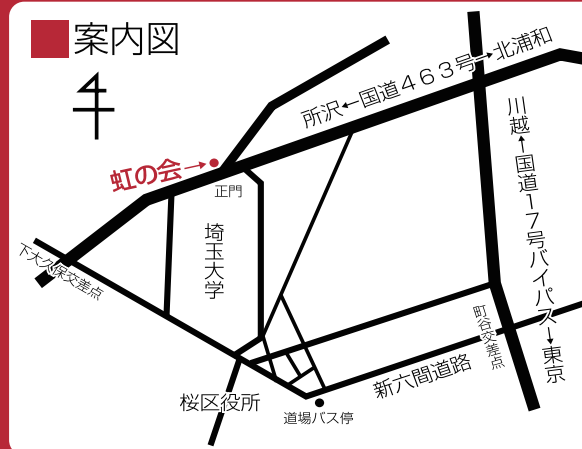 案内図
所沢←国道４６３号→北浦和
虹の会→
正門
川越←国道17号バイパス→東京
埼玉大学
下大久保交差点
町谷交差点
新六間道路
桜区役所
道場バス停